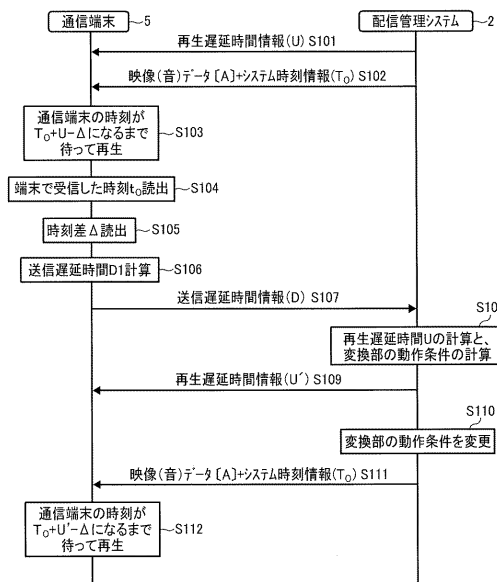 通信端末 ~5
配信管理システム ~2
再生遅延時間情報(U) S101
映像(音)データ〔A〕+システム時刻情報(T₀) S102
通信端末の時刻が
T₀+U-Δになるまで
待って再生
S103
端末で受信した時刻t₀読出 ~S104
時刻差Δ読出 ~S105
送信遅延時間D1計算 ~S106
送信遅延時間情報(D) S107
S10
再生遅延時間Uの計算と、
変換部の動作条件の計算
再生遅延時間情報(U´) S109
S110
変換部の動作条件を変更
映像(音)データ〔A〕+システム時刻情報(T₀) S111
通信端末の時刻が
T₀+U'-Δになるまで
待って再生
S112